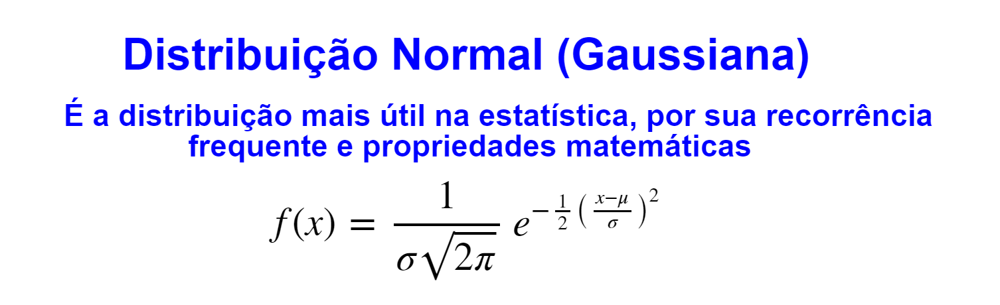 Distribuição Normal (Gaussiana)
É a distribuição mais útil na estatística, por sua recorrência
frequente e propriedades matemáticas
f(x) = \frac{1}{\sigma\sqrt{2\pi}} e^{-\frac{1}{2}\left(\frac{x-\mu}{\sigma}\right)^2}